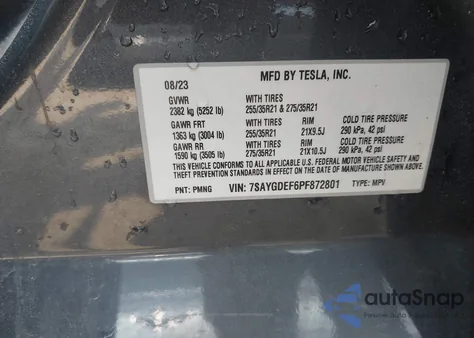 MFD BY TESLA, INC.
08/23
GVWR WITH TIRES
2382 kg (5252 lb) 255/35R21 & 275/35R21
GAWR FRT WITH TIRES RIM COLD TIRE PRESSURE
1363 kg (3004 lb) 255/35R21 21X9.5J 290 kPa, 42 psi
GAWR RR WITH TIRES RIM COLD TIRE PRESSURE
1590 kg (3505 lb) 275/35R21 21X10.5J 290 kPa, 42 psi
THIS VEHICLE CONFORMS TO ALL APPLICABLE U.S. FEDERAL MOTOR VEHICLE SAFETY AND
THEFT PREVENTION STANDARDS IN EFFECT ON THE DATE OF MANUFACTURE SHOWN ABOVE.
PNT: PMNG VIN: 7SAYGDEF6PF872801 TYPE: MPV
autoSnap